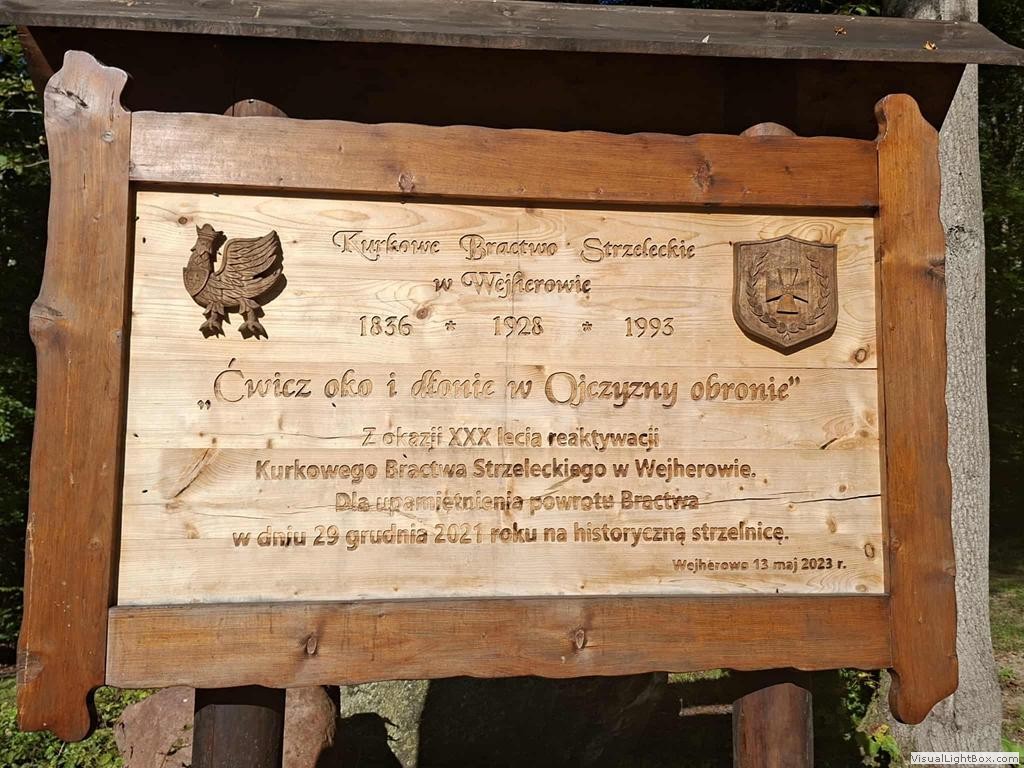 Kurkowe Bractwo Strzeleckie
w Wejherowie
1836 * 1928 * 1993
„Ćwicz oko i dłonie w Ojczyzny obronie”
Z okazji XXX lecia reaktywacji
Kurkowego Bractwa Strzeleckiego w Wejherowie.
Dla upamiętnienia powrotu Bractwa
w dniu 29 grudnia 2021 roku na historyczną strzelnicę.
Wejherowo 13 maj 2023 r.
VisualLightBox.com